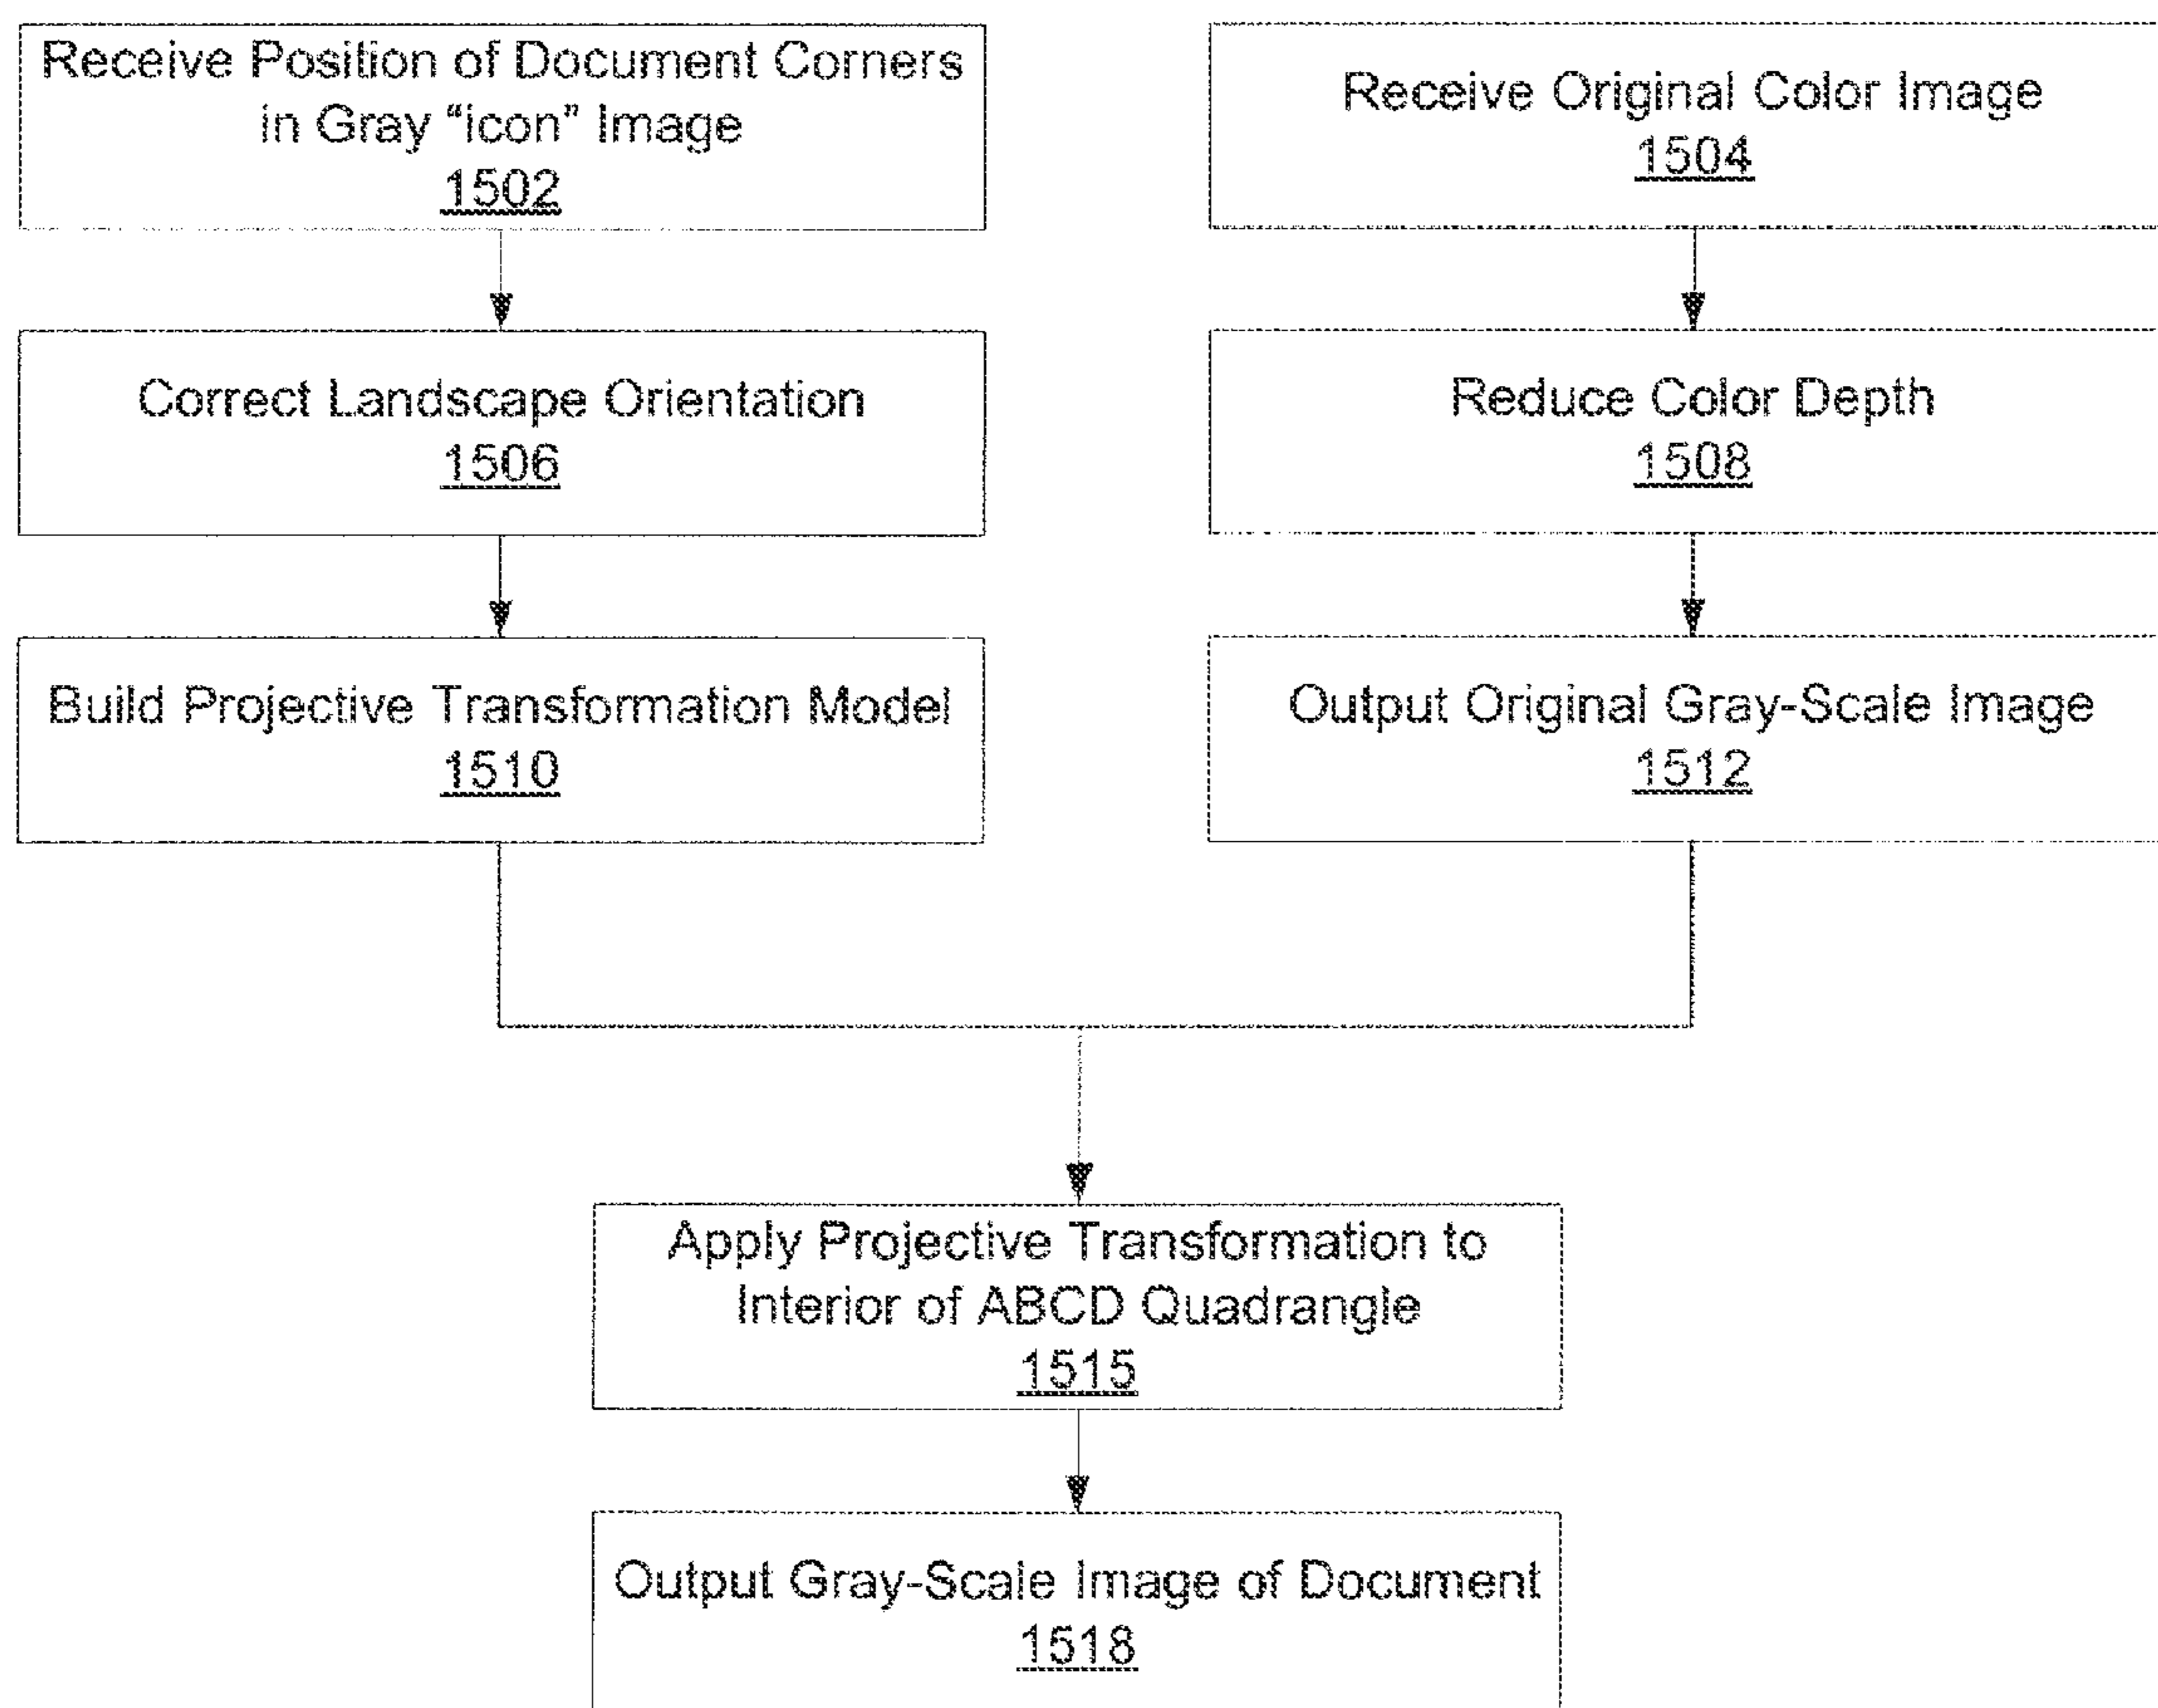 Receive Position of Document Corners
in Gray “icon” Image
1502
Receive Original Color Image
1504
Correct Landscape Orientation
1506
Reduce Color Depth
1508
Build Projective Transformation Model
1510
Output Original Gray-Scale Image
1512
Apply Projective Transformation to
Interior of ABCD Quadrangle
1515
Output Gray-Scale Image of Document
1518